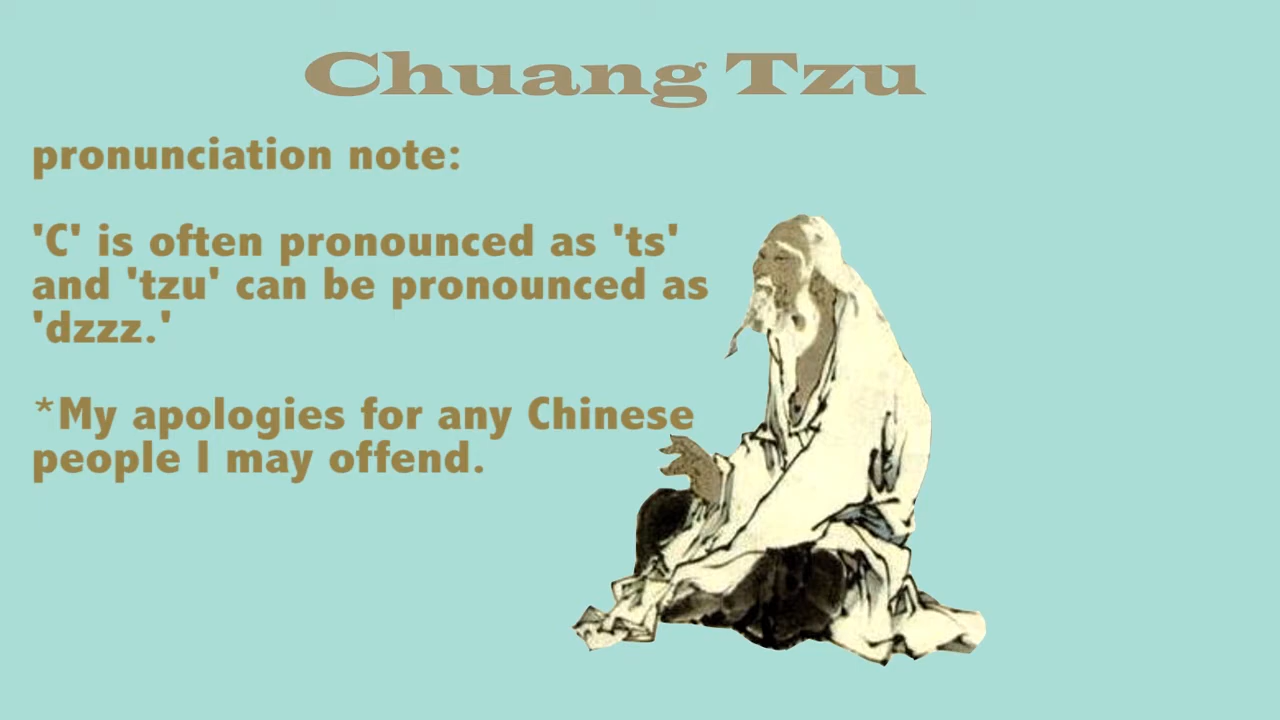 Chuang Tzu
pronunciation note:
'C' is often pronounced as 'ts'
and 'tzu' can be pronounced as
'dzzz.'
*My apologies for any Chinese
people I may offend.